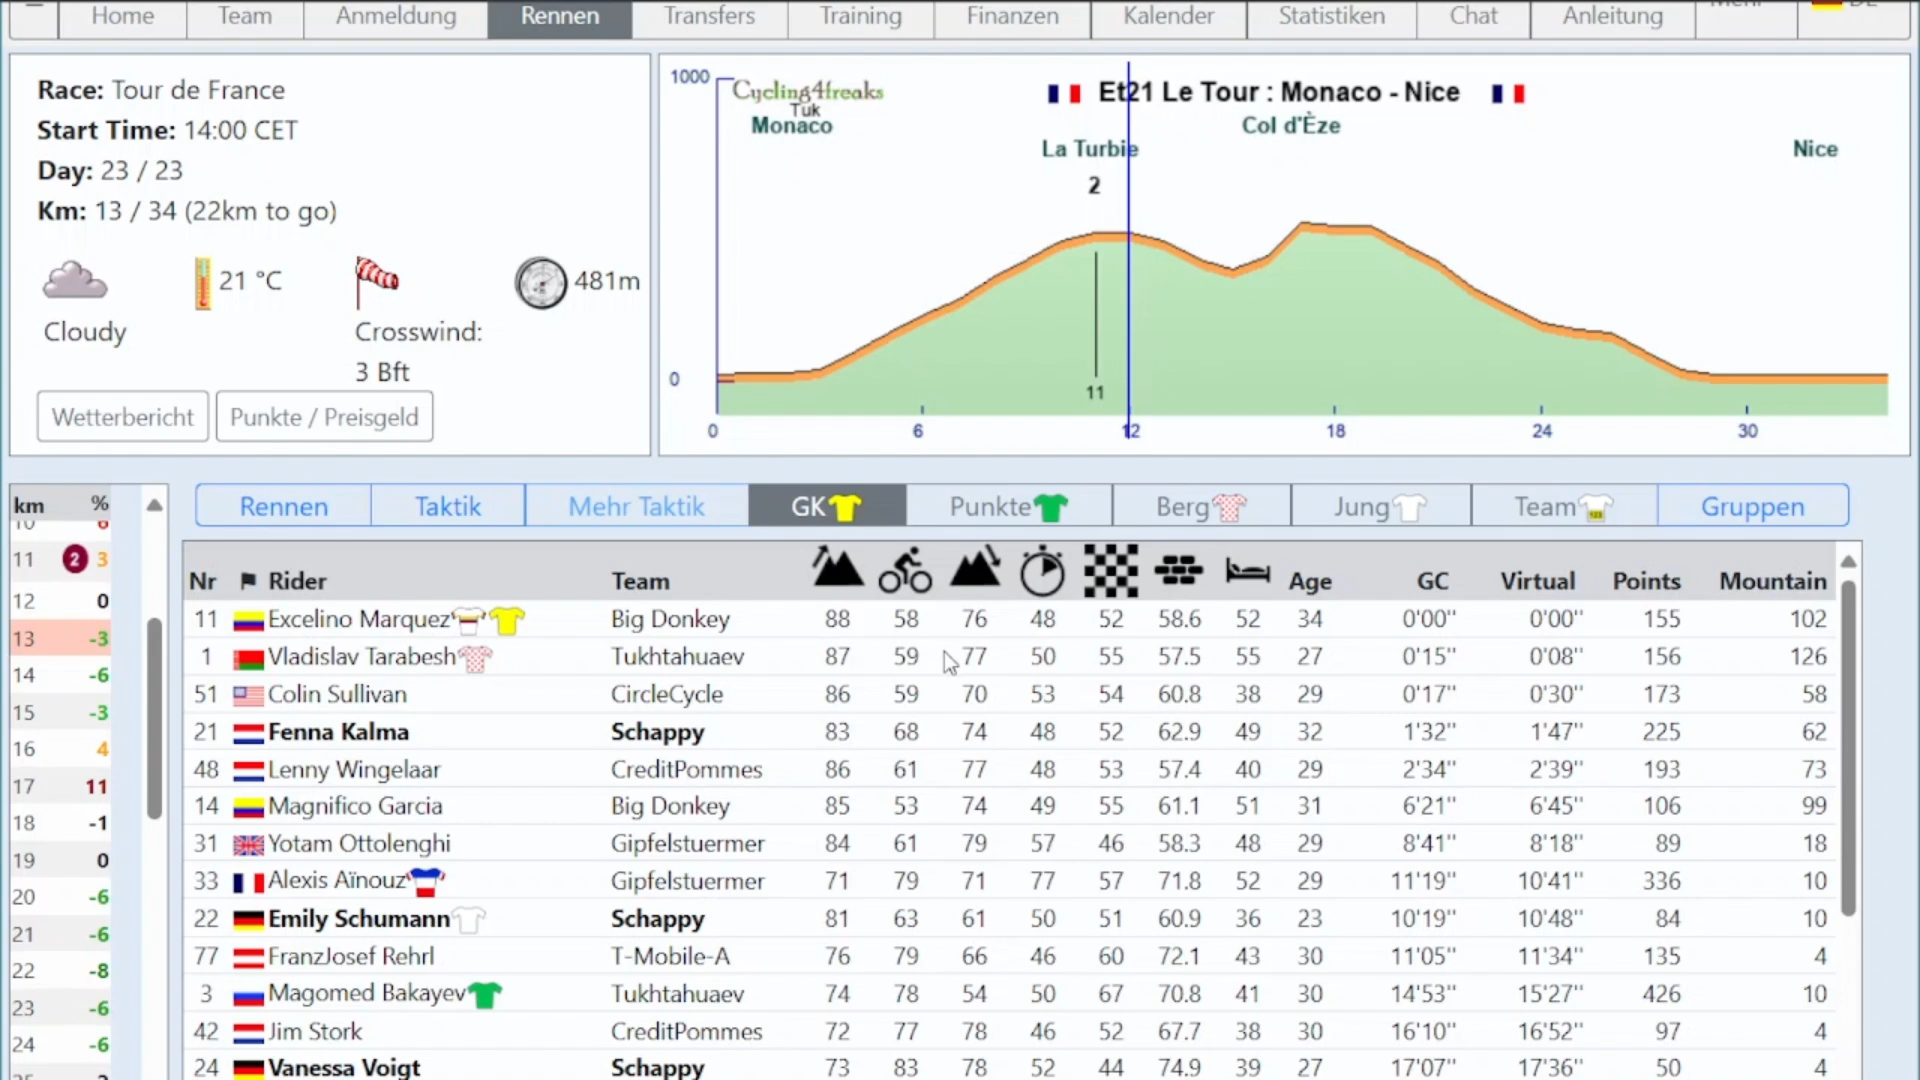 Home Team Anmeldung Rennen Transfers Training Finanzen Kalender Statistiken Chat Anleitung
Race: Tour de France
Start Time: 14:00 CET
Day: 23 / 23
Km: 13 / 34 (22km to go)
21 °C
481m
Cloudy
Crosswind:
3 Bft
Wetterbericht
Punkte / Preisgeld
1000
Cycling4freaks
Tuk
Et21 Le Tour : Monaco - Nice
Monaco
Col d'Èze
La Turbie
Nice
2
0
11
0 6 12 18 24 30
km %
10 6
11 2 3
12 0
13 -3
14 -6
15 -3
16 4
17 11
18 -1
19 0
20 -6
21 -6
22 -8
23 -6
24 -6
Rennen Taktik Mehr Taktik GK Punkte Berg Jung Team Gruppen
Nr Rider Team Age GC Virtual Points Mountain
11 Excelino Marquez Big Donkey 88 58 76 48 52 58.6 52 34 0'00'' 0'00'' 155 102
1 Vladislav Tarabesh Tukhtahuaev 87 59 77 50 55 57.5 55 27 0'15'' 0'08'' 156 126
51 Colin Sullivan CircleCycle 86 59 70 53 54 60.8 38 29 0'17'' 0'30'' 173 58
21 Fenna Kalma Schappy 83 68 74 48 52 62.9 49 32 1'32'' 1'47'' 225 62
48 Lenny Wingelaar CreditPommes 86 61 77 48 53 57.4 40 29 2'34'' 2'39'' 193 73
14 Magnifico Garcia Big Donkey 85 53 74 49 55 61.1 51 31 6'21'' 6'45'' 106 99
31 Yotam Ottolenghi Gipfelstuermer 84 61 79 57 46 58.3 48 29 8'41'' 8'18'' 89 18
33 Alexis Aïnouz Gipfelstuermer 71 79 71 77 57 71.8 52 29 11'19'' 10'41'' 336 10
22 Emily Schumann Schappy 81 63 61 50 51 60.9 36 23 10'19'' 10'48'' 84 10
77 FranzJosef Rehrl T-Mobile-A 76 79 66 46 60 72.1 43 30 11'05'' 11'34'' 135 4
3 Magomed Bakayev Tukhtahuaev 74 78 54 50 67 70.8 41 30 14'53'' 15'27'' 426 10
42 Jim Stork CreditPommes 72 77 78 46 52 67.7 38 30 16'10'' 16'52'' 97 4
24 Vanessa Voigt Schappy 73 83 78 52 44 74.9 39 27 17'07'' 17'36'' 50 4